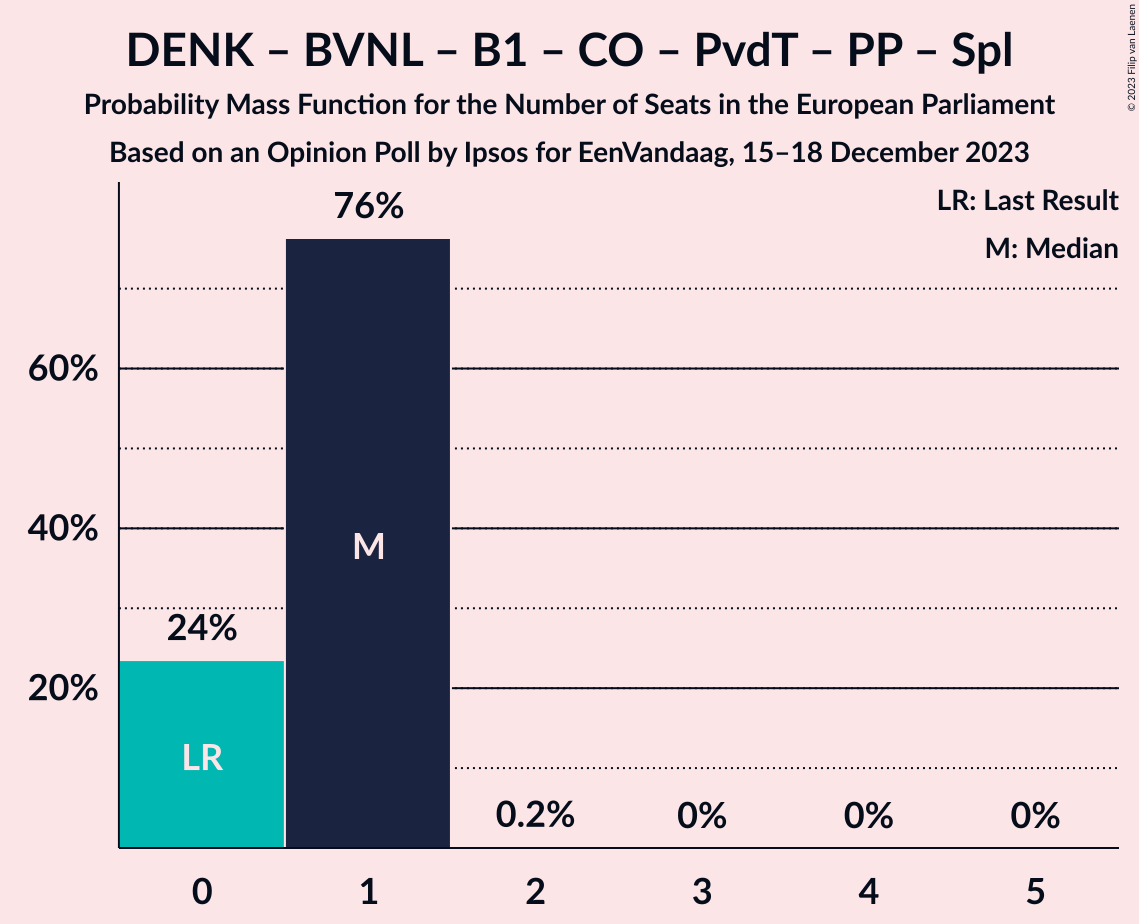 DENK – BVNL – B1 – CO – PvdT – PP – Spl
Probability Mass Function for the Number of Seats in the European Parliament
Based on an Opinion Poll by Ipsos for EenVandaag, 15–18 December 2023
© 2023 Filip van Laenen
LR: Last Result
M: Median
76%
60%
40%
M
24%
20%
LR
0.2%
0%
0%
0%
0
1
2
3
4
5